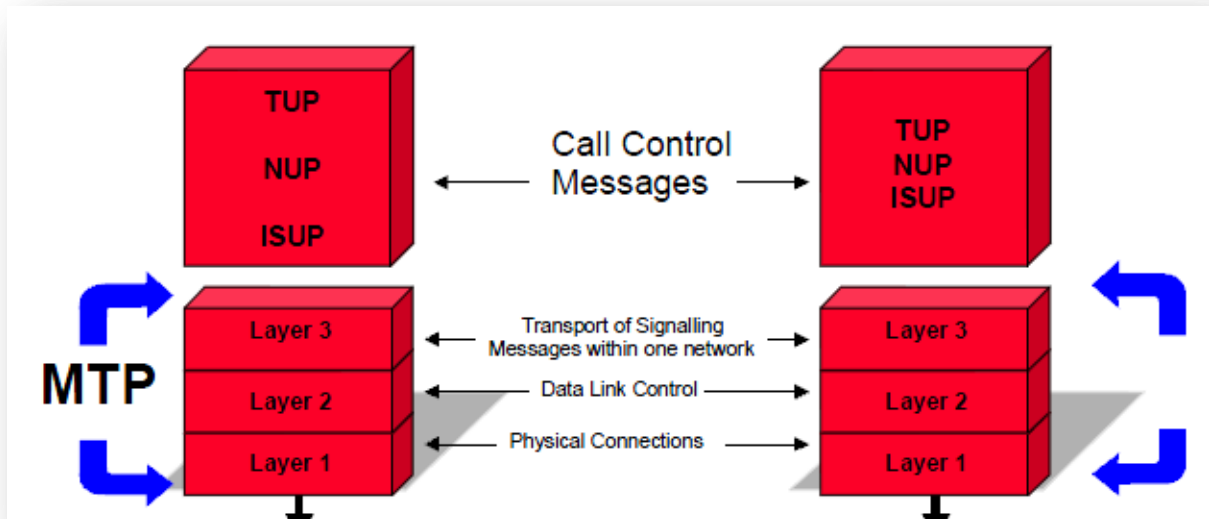 TUP
NUP
ISUP
Call Control
Messages
TUP
NUP
ISUP
MTP
Layer 3
Transport of Signalling
Messages within one network
Layer 3
Layer 2
Data Link Control
Layer 2
Layer 1
Physical Connections
Layer 1